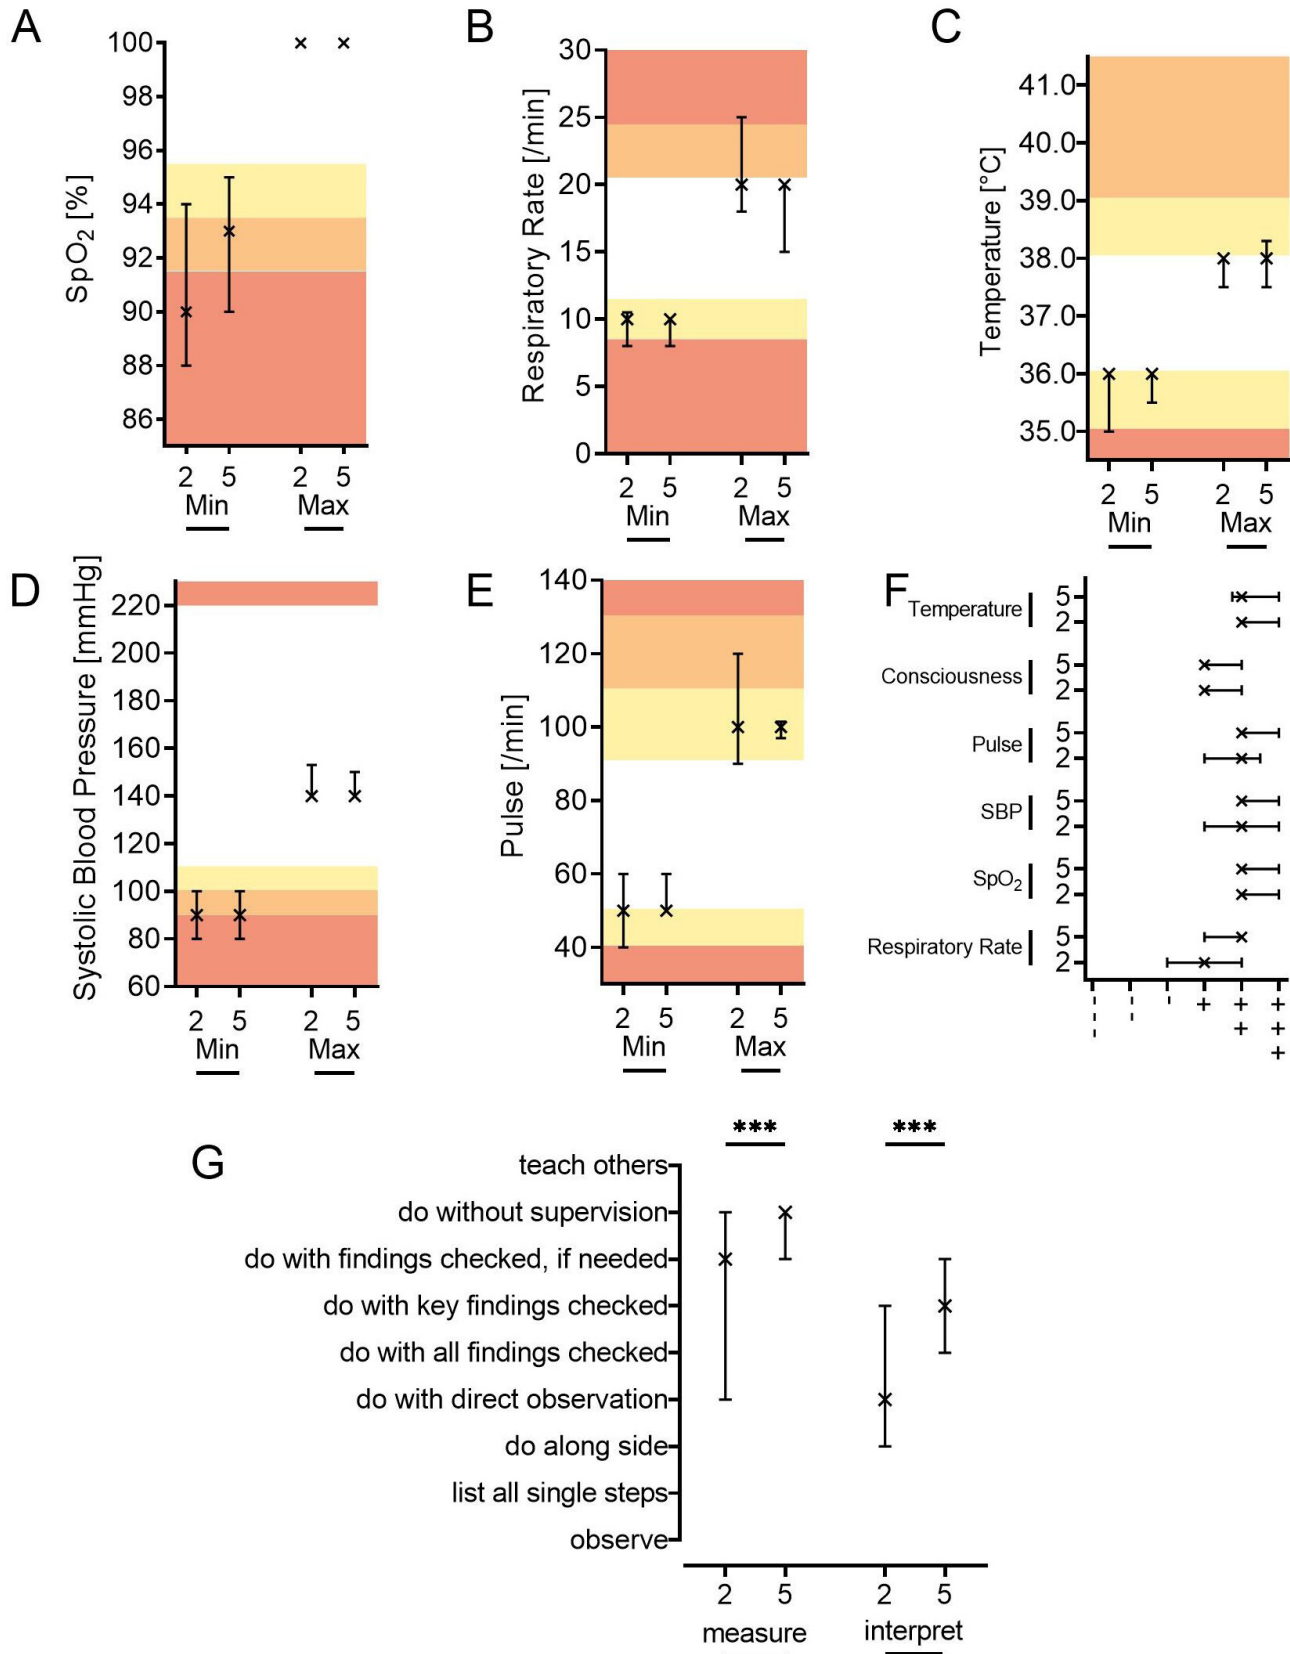 A
SpO2 [%]
100
98
96
94
92
90
88
86
2 5 2 5
Min Max
B
Respiratory Rate [/min]
30
25
20
15
10
5
0
2 5 2 5
Min Max
C
Temperature [°C]
41.0
40.0
39.0
38.0
37.0
36.0
35.0
2 5 2 5
Min Max
D
Systolic Blood Pressure [mmHg]
220
200
180
160
140
120
100
80
60
2 5 2 5
Min Max
E
Pulse [/min]
140
120
100
80
60
40
2 5 2 5
Min Max
F
Temperature 5 2
Consciousness 5 2
Pulse 5 2
SBP 5 2
SpO2 5 2
Respiratory Rate 5 2
--- -- - + ++ +++
G
*** ***
teach others
do without supervision
do with findings checked, if needed
do with key findings checked
do with all findings checked
do with direct observation
do along side
list all single steps
observe
2 5 2 5
measure interpret